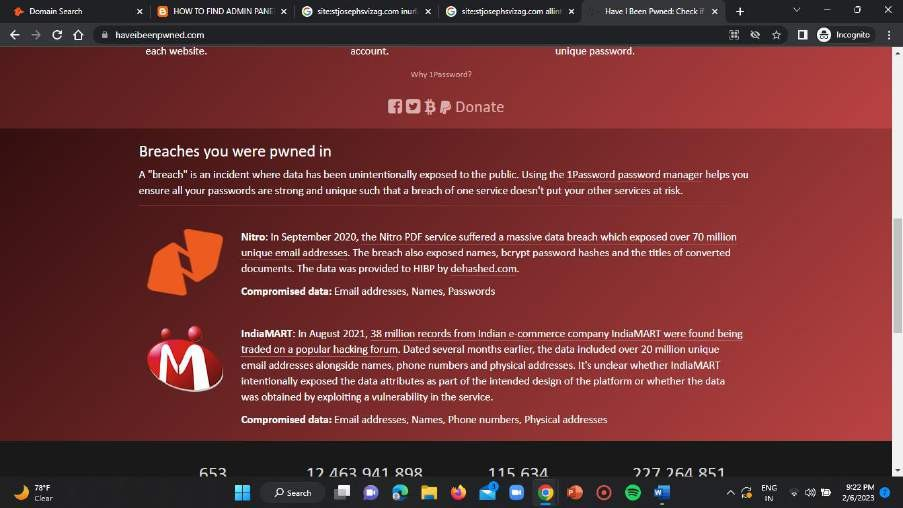 Domain Search
HOW TO FIND ADMIN PANE
site:stjosephsvizag.com inurl
site:stjosephsvizag.com allint
Have I Been Pwned: Check if
haveibeenpwned.com
Incognito
each website.
account.
unique password.
Why 1Password?
Donate
Breaches you were pwned in
A "breach" is an incident where data has been unintentionally exposed to the public. Using the 1Password password manager helps you
ensure all your passwords are strong and unique such that a breach of one service doesn't put your other services at risk.
Nitro: In September 2020, the Nitro PDF service suffered a massive data breach which exposed over 70 million
unique email addresses. The breach also exposed names, bcrypt password hashes and the titles of converted
documents. The data was provided to HIBP by dehashed.com.
Compromised data: Email addresses, Names, Passwords
IndiaMART: In August 2021, 38 million records from Indian e-commerce company IndiaMART were found being
traded on a popular hacking forum. Dated several months earlier, the data included over 20 million unique
email addresses alongside names, phone numbers and physical addresses. It's unclear whether IndiaMART
intentionally exposed the data attributes as part of the intended design of the platform or whether the data
was obtained by exploiting a vulnerability in the service.
Compromised data: Email addresses, Names, Phone numbers, Physical addresses
653
12,463,941,898
115,634
227,264,851
78°F
Clear
Search
ENG
IN
9:22 PM
2/6/2023